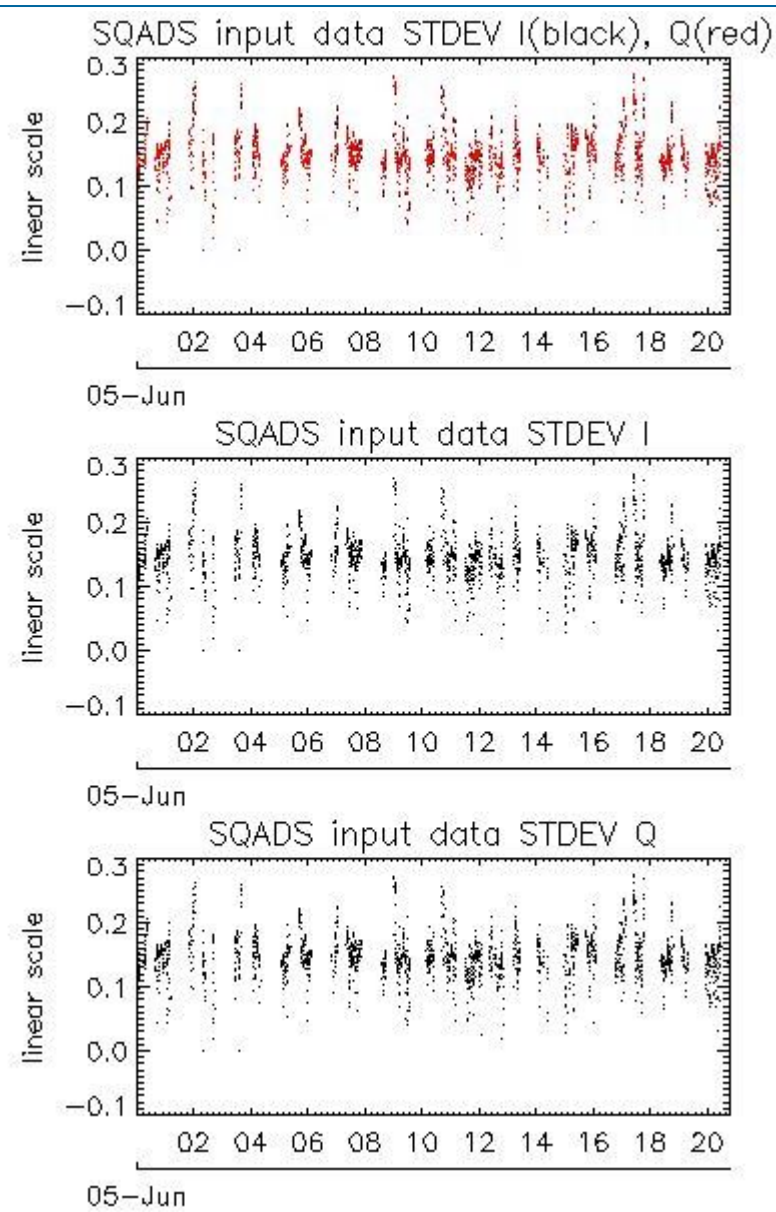 SQADS input data STDEV I(black), Q(red)
0.3
0.2
0.1
0.0
−0.1
linear scale
02 04 06 08 10 12 14 16 18 20
05−Jun
SQADS input data STDEV I
0.3
0.2
0.1
0.0
−0.1
linear scale
02 04 06 08 10 12 14 16 18 20
05−Jun
SQADS input data STDEV Q
0.3
0.2
0.1
0.0
−0.1
linear scale
02 04 06 08 10 12 14 16 18 20
05−Jun